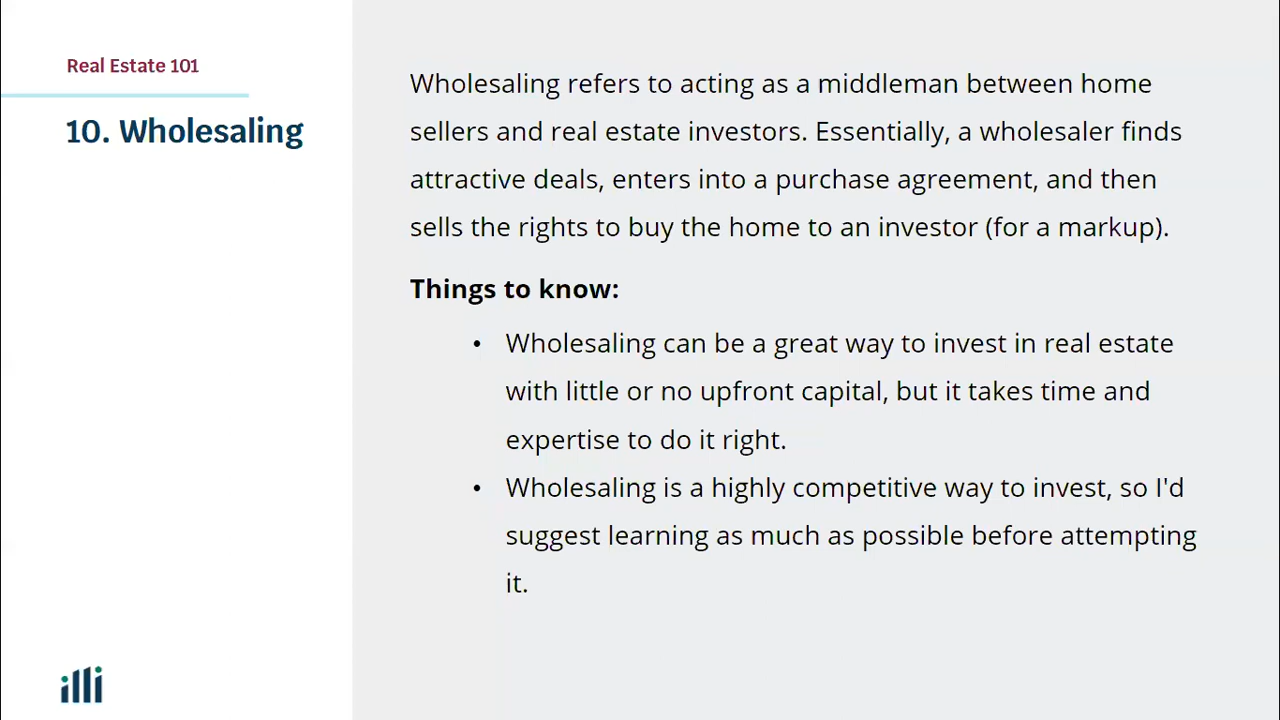 Real Estate 101
10. Wholesaling
Wholesaling refers to acting as a middleman between home
sellers and real estate investors. Essentially, a wholesaler finds
attractive deals, enters into a purchase agreement, and then
sells the rights to buy the home to an investor (for a markup).
Things to know:
• Wholesaling can be a great way to invest in real estate
with little or no upfront capital, but it takes time and
expertise to do it right.
• Wholesaling is a highly competitive way to invest, so I'd
suggest learning as much as possible before attempting
it.
illi